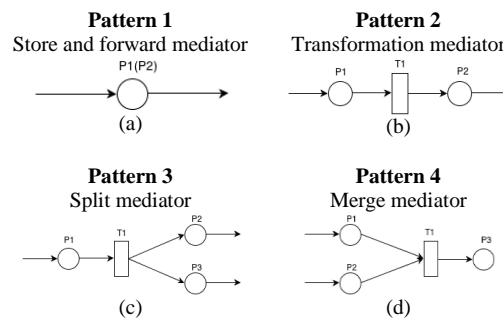 Pattern 1
Store and forward mediator
P1(P2)
(a)
Pattern 2
Transformation mediator
P1
T1
P2
(b)
Pattern 3
Split mediator
P1
T1
P2
P3
(c)
Pattern 4
Merge mediator
P1
P2
T1
P3
(d)